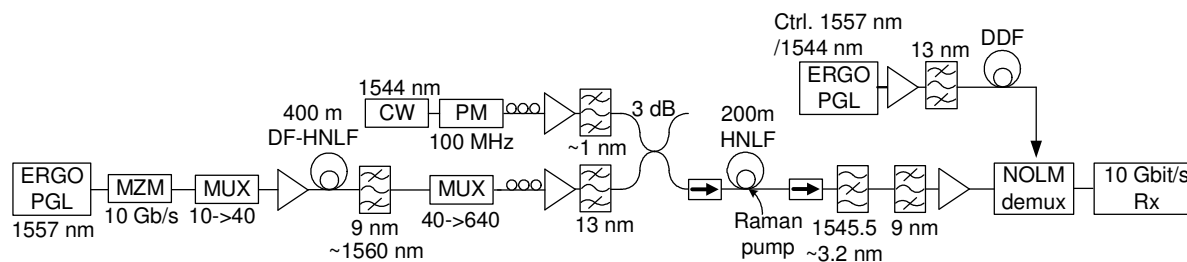 Ctrl. 1557 nm
/1544 nm
13 nm
DDF
ERGO
PGL
1544 nm
CW
PM
100 MHz
~1 nm
3 dB
400 m
DF-HNLF
200m
HNLF
ERGO
PGL
1557 nm
MZM
10 Gb/s
MUX
10->40
9 nm
~1560 nm
MUX
40->640
13 nm
Raman
pump
1545.5
~3.2 nm
9 nm
NOLM
demux
10 Gbit/s
Rx